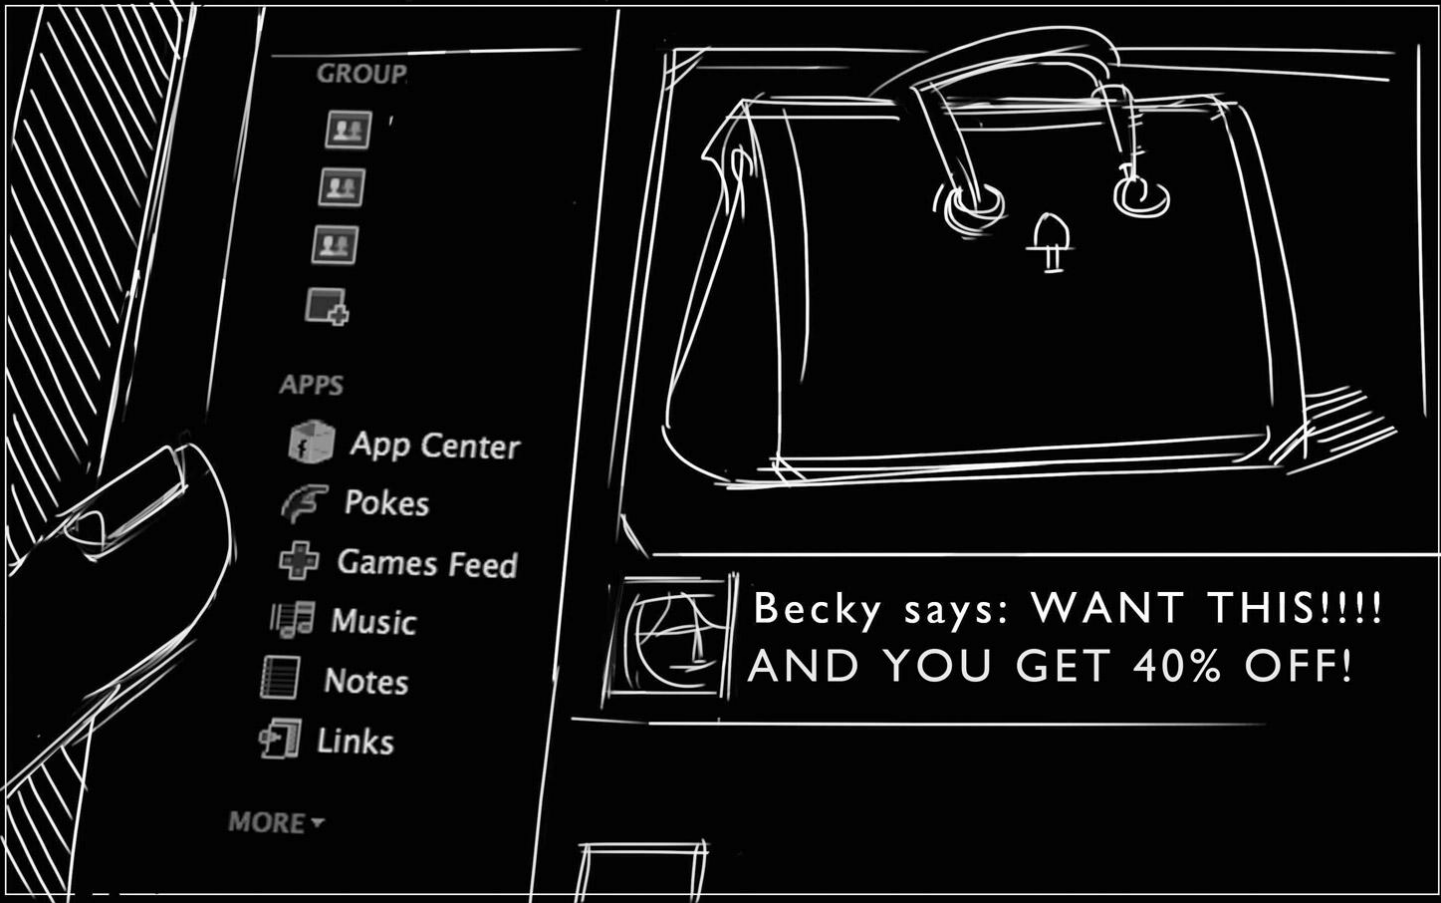 GROUP
APPS
App Center
Pokes
Games Feed
Music
Notes
Links
MORE
Becky says: WANT THIS!!!!
AND YOU GET 40% OFF!